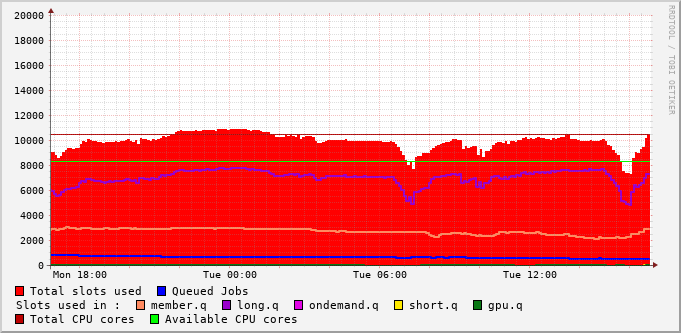 20000
18000
16000
14000
12000
10000
8000
6000
4000
2000
0
Mon 18:00 Tue 00:00 Tue 06:00 Tue 12:00
Total slots used Queued Jobs
Slots used in : member.q long.q ondemand.q short.q gpu.q
Total CPU cores Available CPU cores
RRDTOOL / TOBI OETIKER